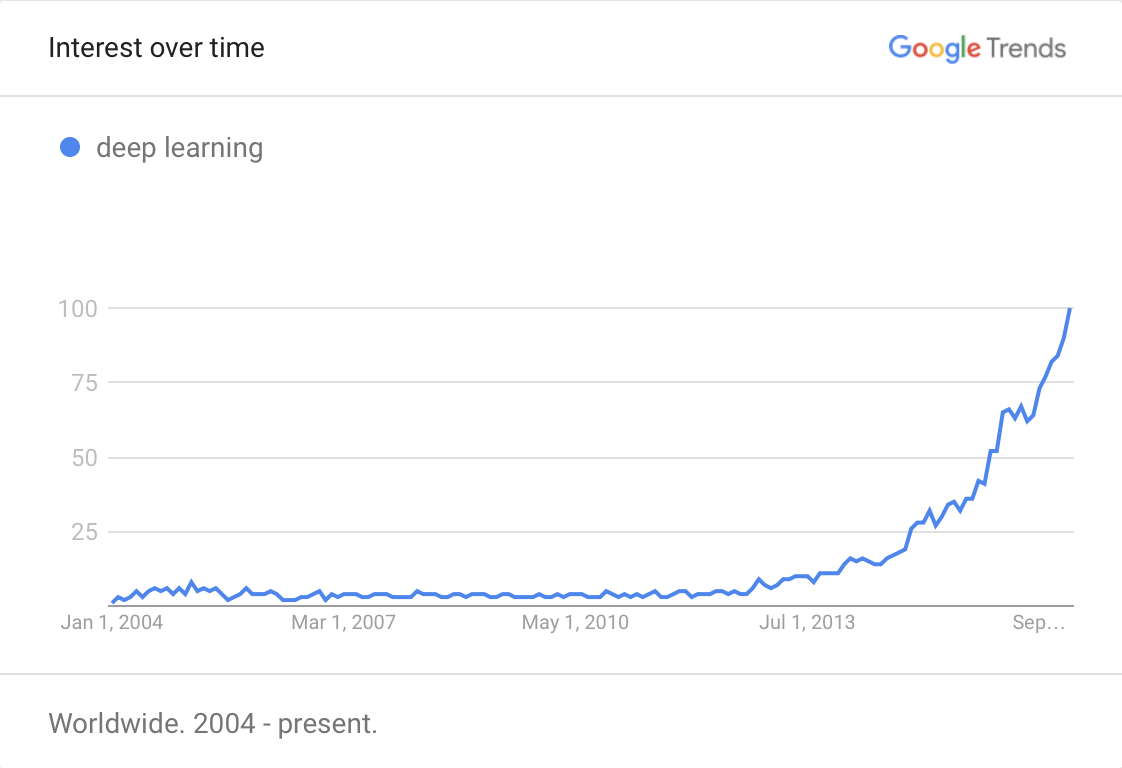 Interest over time
Google Trends
deep learning
100
75
50
25
Jan 1, 2004
Mar 1, 2007
May 1, 2010
Jul 1, 2013
Sep…
Worldwide. 2004 - present.